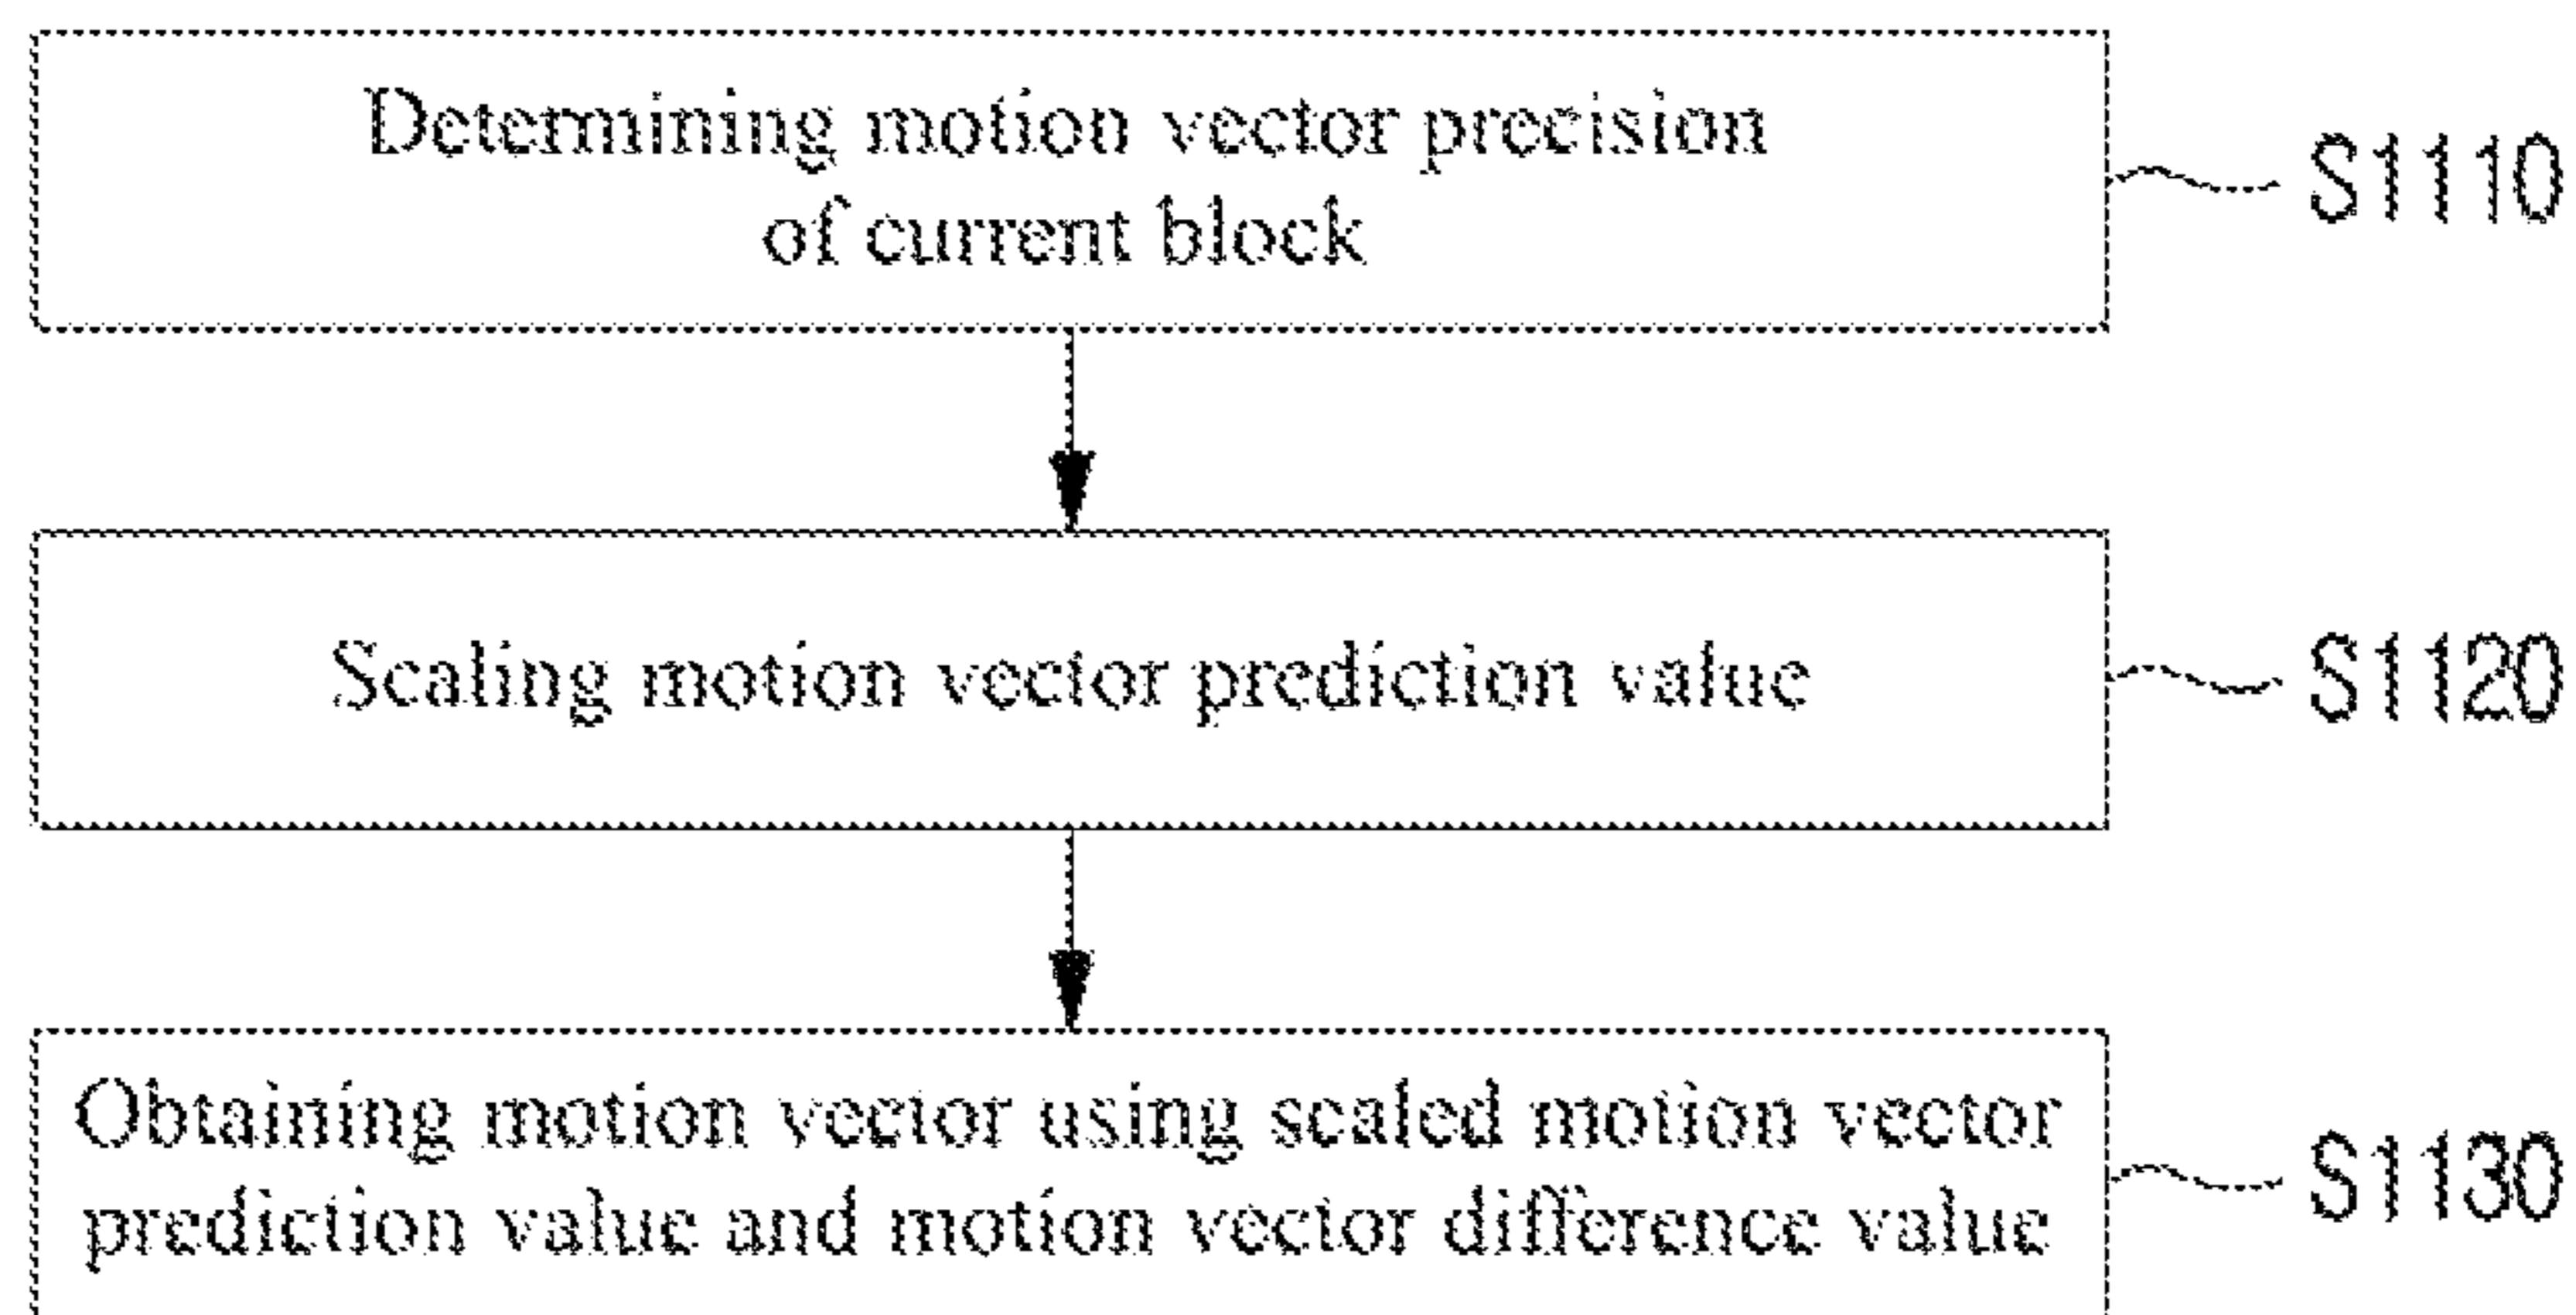 Determining motion vector precision
of current block
S1110
Scaling motion vector prediction value
S1120
Obtaining motion vector using scaled motion vector
prediction value and motion vector difference value
S1130